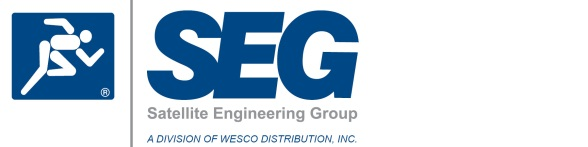 ®
SEG
Satellite Engineering Group
A DIVISION OF WESCO DISTRIBUTION, INC.